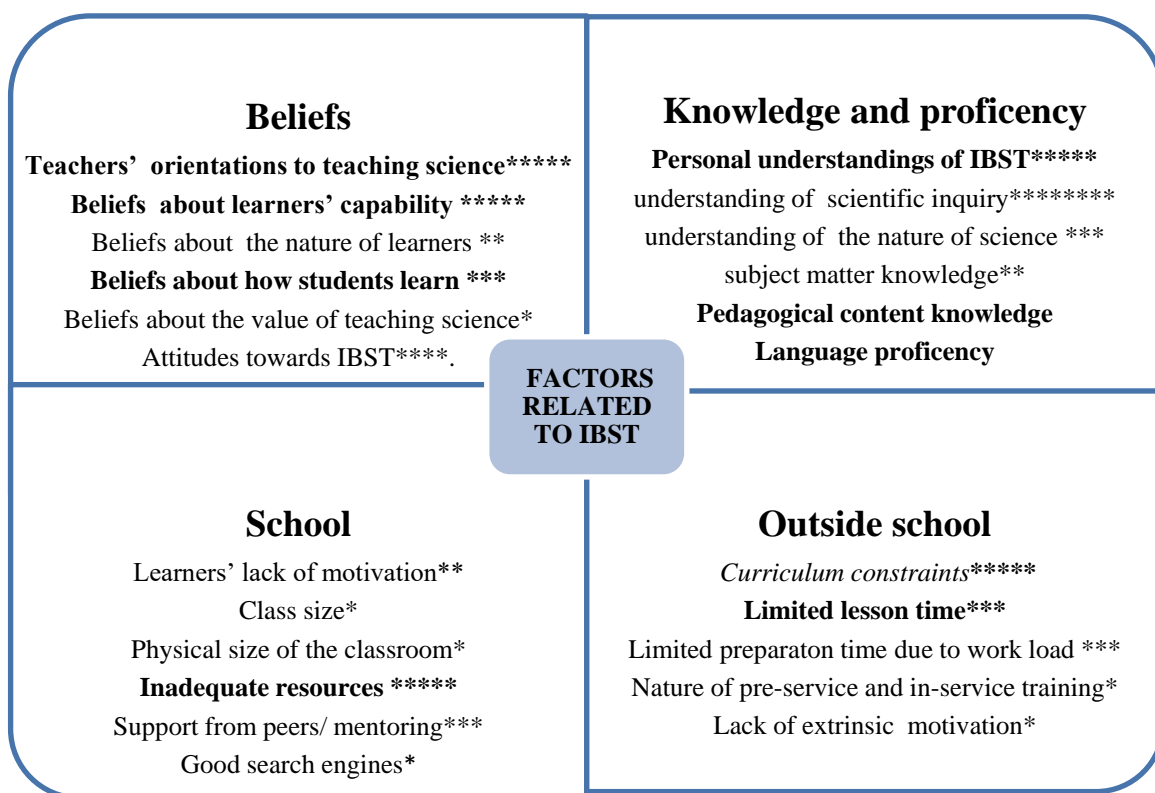 Beliefs
Teachers’ orientations to teaching science*****
Beliefs about learners’ capability *****
Beliefs about the nature of learners **
Beliefs about how students learn ***
Beliefs about the value of teaching science*
Attitudes towards IBST****.
Knowledge and proficency
Personal understandings of IBST*****
understanding of scientific inquiry********
understanding of the nature of science ***
subject matter knowledge**
Pedagogical content knowledge
Language proficency
FACTORS
RELATED
TO IBST
School
Learners’ lack of motivation**
Class size*
Physical size of the classroom*
Inadequate resources *****
Support from peers/ mentoring***
Good search engines*
Outside school
Curriculum constraints*****
Limited lesson time***
Limited preparaton time due to work load ***
Nature of pre-service and in-service training*
Lack of extrinsic motivation*